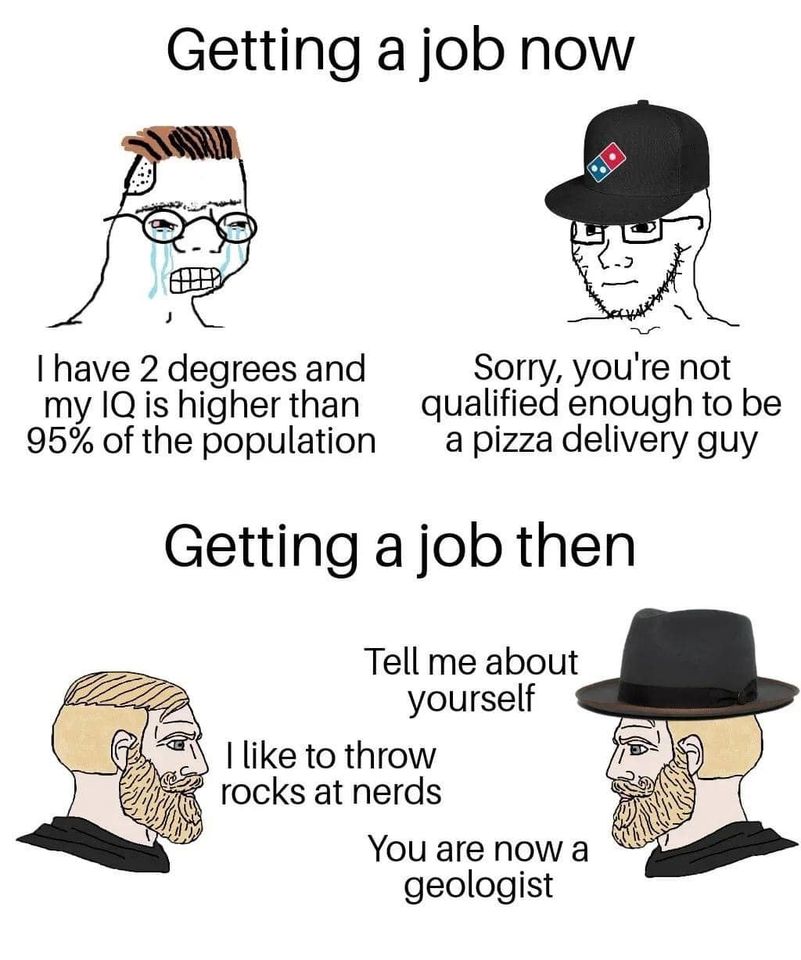 Getting a job now
I have 2 degrees and
my IQ is higher than
95% of the population
Sorry, you're not
qualified enough to be
a pizza delivery guy
Getting a job then
Tell me about
yourself
I like to throw
rocks at nerds
You are now a
geologist